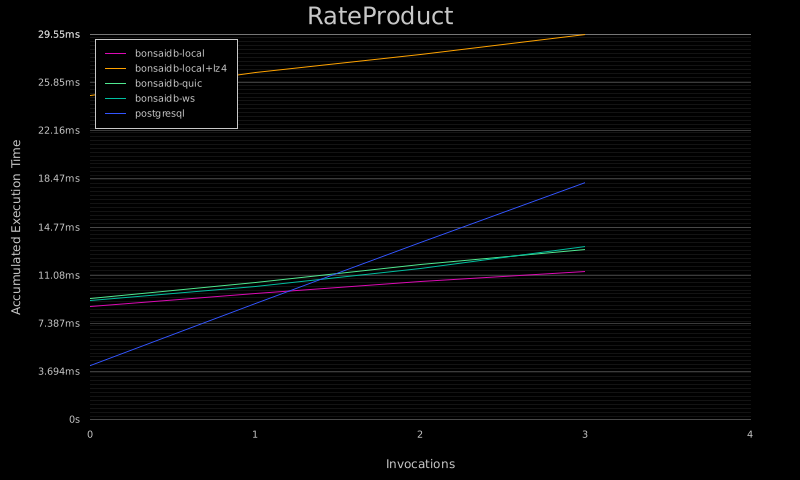 RateProduct
29.55ms
25.85ms
22.16ms
18.47ms
14.77ms
11.08ms
7.387ms
3.694ms
0s
bonsaidb-local
bonsaidb-local+lz4
bonsaidb-quic
bonsaidb-ws
postgresql
Accumulated Execution Time
0 1 2 3 4
Invocations